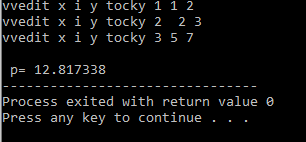 vvedit x i y tocky 1 1 2
vvedit x i y tocky 2  2 3
vvedit x i y tocky 3 5 7
p= 12.817338
--------------------------------
Process exited with return value 0
Press any key to continue . . .